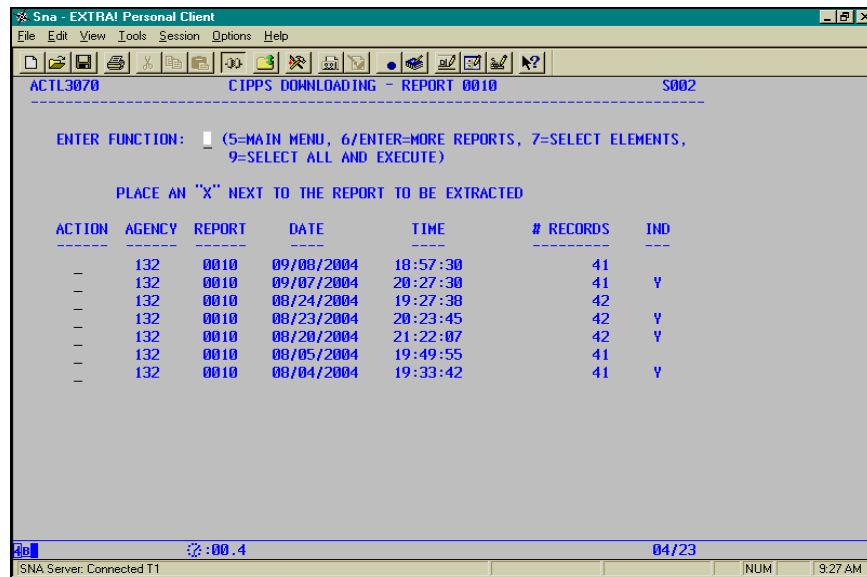 Sna - EXTRA! Personal Client
File Edit View Tools Session Options Help
ACTL3070 CIPPS DOWNLOADING - REPORT 0010 S002
ENTER FUNCTION: _ (5=MAIN MENU, 6/ENTER=MORE REPORTS, 7=SELECT ELEMENTS,
9=SELECT ALL AND EXECUTE)
PLACE AN "X" NEXT TO THE REPORT TO BE EXTRACTED
ACTION AGENCY REPORT DATE TIME # RECORDS IND
------ ------ ------ ---- ---- --------- ---
_ 132 0010 09/08/2004 18:57:30 41
_ 132 0010 09/07/2004 20:27:30 41 Y
_ 132 0010 08/24/2004 19:27:38 42
_ 132 0010 08/23/2004 20:23:45 42 Y
_ 132 0010 08/20/2004 21:22:07 42 Y
_ 132 0010 08/05/2004 19:49:55 41
_ 132 0010 08/04/2004 19:33:42 41 Y
4B :00.4 04/23
SNA Server: Connected T1 NUM 9:27 AM